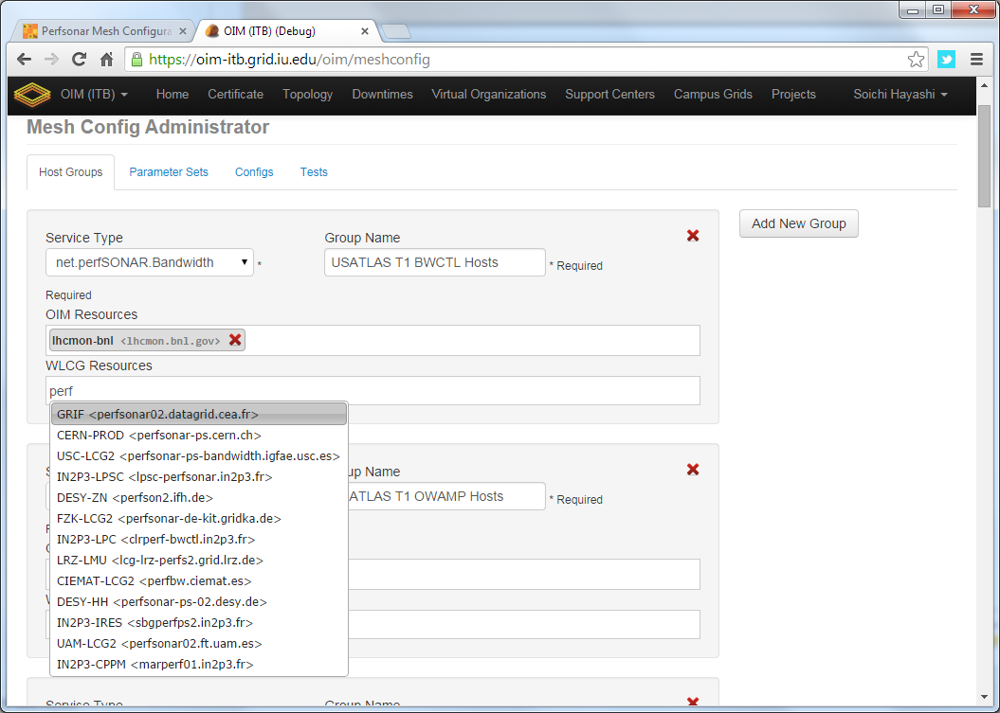 Perfsonar Mesh Configura
OIM (ITB) (Debug)
https://oim-itb.grid.iu.edu/oim/meshconfig
OIM (ITB) Home Certificate Topology Downtimes Virtual Organizations Support Centers Campus Grids Projects Soichi Hayashi
Mesh Config Administrator
Host Groups Parameter Sets Configs Tests
Add New Group
Service Type Group Name
net.perfSONAR.Bandwidth * USATLAS T1 BWCTL Hosts * Required
Required
OIM Resources
lhcmon-bnl <lhcmon.bnl.gov>
WLCG Resources
perf
GRIF <perfsonar02.datagrid.cea.fr>
CERN-PROD <perfsonar-ps.cern.ch>
USC-LCG2 <perfsonar-ps-bandwidth.igfae.usc.es>
IN2P3-LPSC <lpsc-perfsonar.in2p3.fr>
DESY-ZN <perfson2.ifh.de>
FZK-LCG2 <perfsonar-de-kit.gridka.de>
IN2P3-LPC <clrperf-bwctl.in2p3.fr>
LRZ-LMU <lcg-lrz-perfs2.grid.lrz.de>
CIEMAT-LCG2 <perfbw.ciemat.es>
DESY-HH <perfsonar-ps-02.desy.de>
IN2P3-IRES <sbgperfps2.in2p3.fr>
UAM-LCG2 <perfsonar02.ft.uam.es>
IN2P3-CPPM <marperf01.in2p3.fr>
up Name
ATLAS T1 OWAMP Hosts * Required
Service Type Group Name